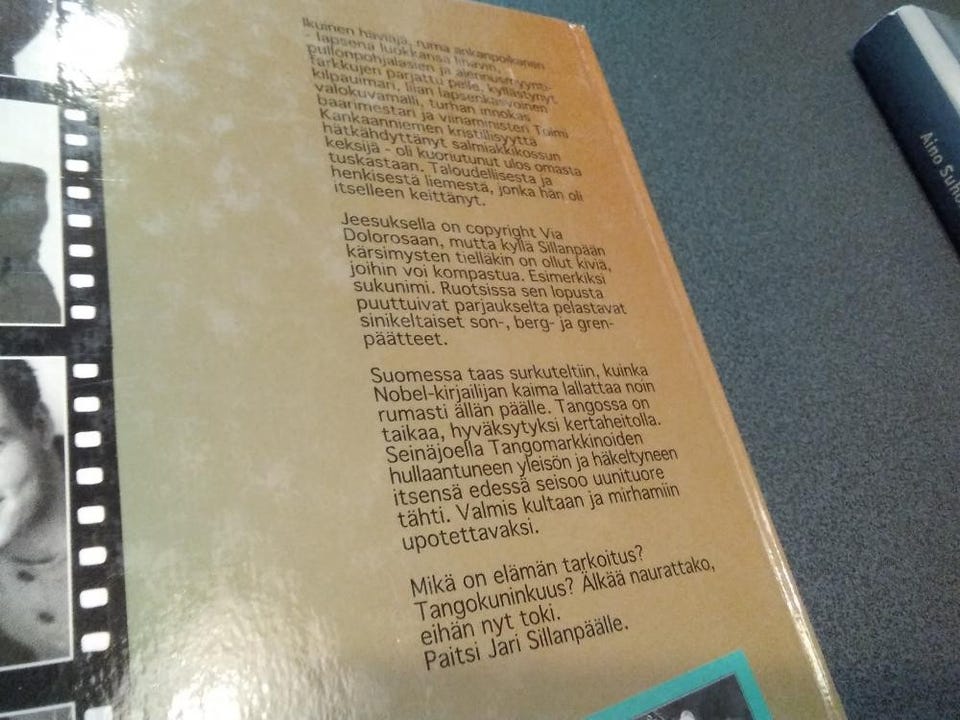 Ikuinen häviäjä, ruma ankanpoikanen
- lapsena luokkansa lihavin,
pullonpohjalasien ja alennusmyynti-
farkkujen parjattu pelle, kyllästynyt
kilpauimari, liian lapsenkasvoinen
valokuvamalli, turhan innokas
baarimestari ja viinaministeri Toimi
Kankaanniemen kristillisyyttä
hätkähdyttänyt salmiakkikossun
keksijä - oli kuoriutunut ulos omasta
tuskastaan. Taloudellisesta ja
henkisestä liemestä, jonka hän oli
itselleen keittänyt.
Jeesuksella on copyright Via
Dolorosaan, mutta kyllä Sillanpään
kärsimysten tielläkin on ollut kiviä,
joihin voi kompastua. Esimerkiksi
sukunimi. Ruotsissa sen lopusta
puuttuivat parjaukselta pelastavat
sinikeltaiset son-, berg- ja gren-
päätteet.
Suomessa taas surkuteltiin, kuinka
Nobel-kirjailijan kaima lallattaa noin
rumasti ällän päälle. Tangossa on
taikaa, hyväksytyksi kertaheitolla.
Seinäjoella Tangomarkkinoiden
hullaantuneen yleisön ja häkeltyneen
itsensä edessä seisoo uunituore
tähti. Valmis kultaan ja mirhamiin
upotettavaksi.
Mikä on elämän tarkoitus?
Tangokuninkuus? Älkää naurattako,
eihän nyt toki.
Paitsi Jari Sillanpäälle.
Aino Suho